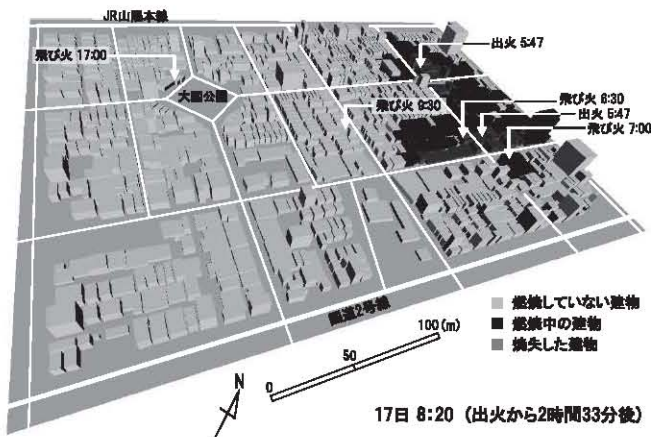 JR山陽本線
出火 5:47
飛び火 17:00
大国公園
飛び火 9:30
飛び火 6:30
出火 5:47
飛び火 7:00
国道2号線
燃焼していない建物
燃焼中の建物
焼失した建物
100(m)
50
0
N
17日 8:20 (出火から2時間33分後)